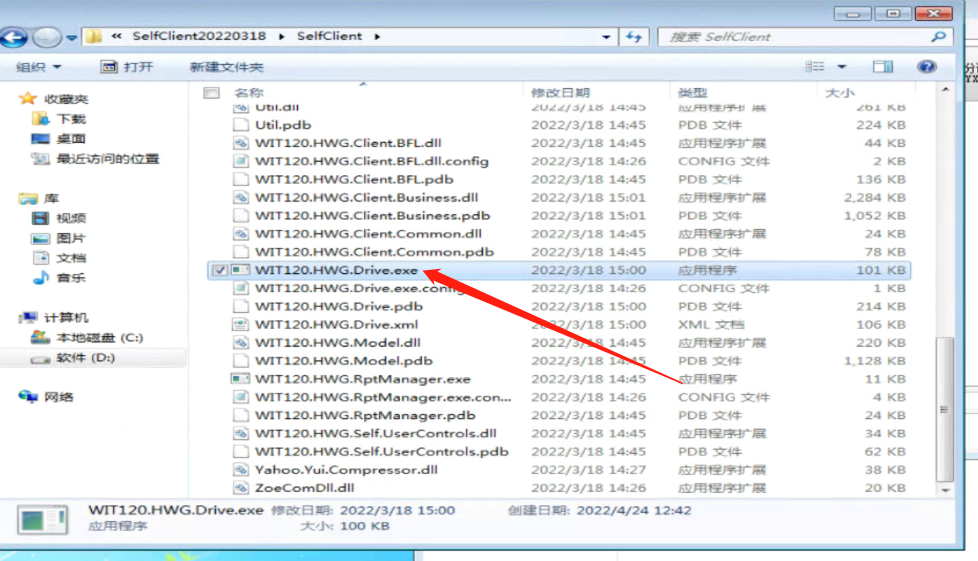 « SelfClient20220318 ▸ SelfClient ▸
搜索 SelfClient
组织 打开 新建文件夹
名称 修改日期 类型 大小
收藏夹
下载
桌面
最近访问的位置
库
视频
图片
文档
音乐
计算机
本地磁盘 (C:)
软件 (D:)
网络
Util.dll 2022/3/18 14:45 应用程序扩展 261 KB
Util.pdb 2022/3/18 14:45 PDB 文件 224 KB
WIT120.HWG.Client.BFL.dll 2022/3/18 14:45 应用程序扩展 44 KB
WIT120.HWG.Client.BFL.dll.config 2022/3/18 14:26 CONFIG 文件 2 KB
WIT120.HWG.Client.BFL.pdb 2022/3/18 14:45 PDB 文件 136 KB
WIT120.HWG.Client.Business.dll 2022/3/18 15:01 应用程序扩展 2,284 KB
WIT120.HWG.Client.Business.pdb 2022/3/18 15:01 PDB 文件 1,052 KB
WIT120.HWG.Client.Common.dll 2022/3/18 14:45 应用程序扩展 24 KB
WIT120.HWG.Client.Common.pdb 2022/3/18 14:45 PDB 文件 78 KB
WIT120.HWG.Drive.exe 2022/3/18 15:00 应用程序 101 KB
WIT120.HWG.Drive.exe.config 2022/3/18 14:26 CONFIG 文件 1 KB
WIT120.HWG.Drive.pdb 2022/3/18 15:00 PDB 文件 214 KB
WIT120.HWG.Drive.xml 2022/3/18 15:00 XML 文档 106 KB
WIT120.HWG.Model.dll 2022/3/18 14:45 应用程序扩展 220 KB
WIT120.HWG.Model.pdb 2022/3/18 14:45 PDB 文件 1,128 KB
WIT120.HWG.RptManager.exe 2022/3/18 14:45 应用程序 11 KB
WIT120.HWG.RptManager.exe.con... 2022/3/18 14:26 CONFIG 文件 4 KB
WIT120.HWG.RptManager.pdb 2022/3/18 14:45 PDB 文件 24 KB
WIT120.HWG.Self.UserControls.dll 2022/3/18 14:45 应用程序扩展 34 KB
WIT120.HWG.Self.UserControls.pdb 2022/3/18 14:45 PDB 文件 62 KB
Yahoo.Yui.Compressor.dll 2022/3/18 14:27 应用程序扩展 38 KB
ZoeComDll.dll 2022/3/18 14:26 应用程序扩展 20 KB
WIT120.HWG.Drive.exe 修改日期: 2022/3/18 15:00 创建日期: 2022/4/24 12:42
应用程序 大小: 100 KB